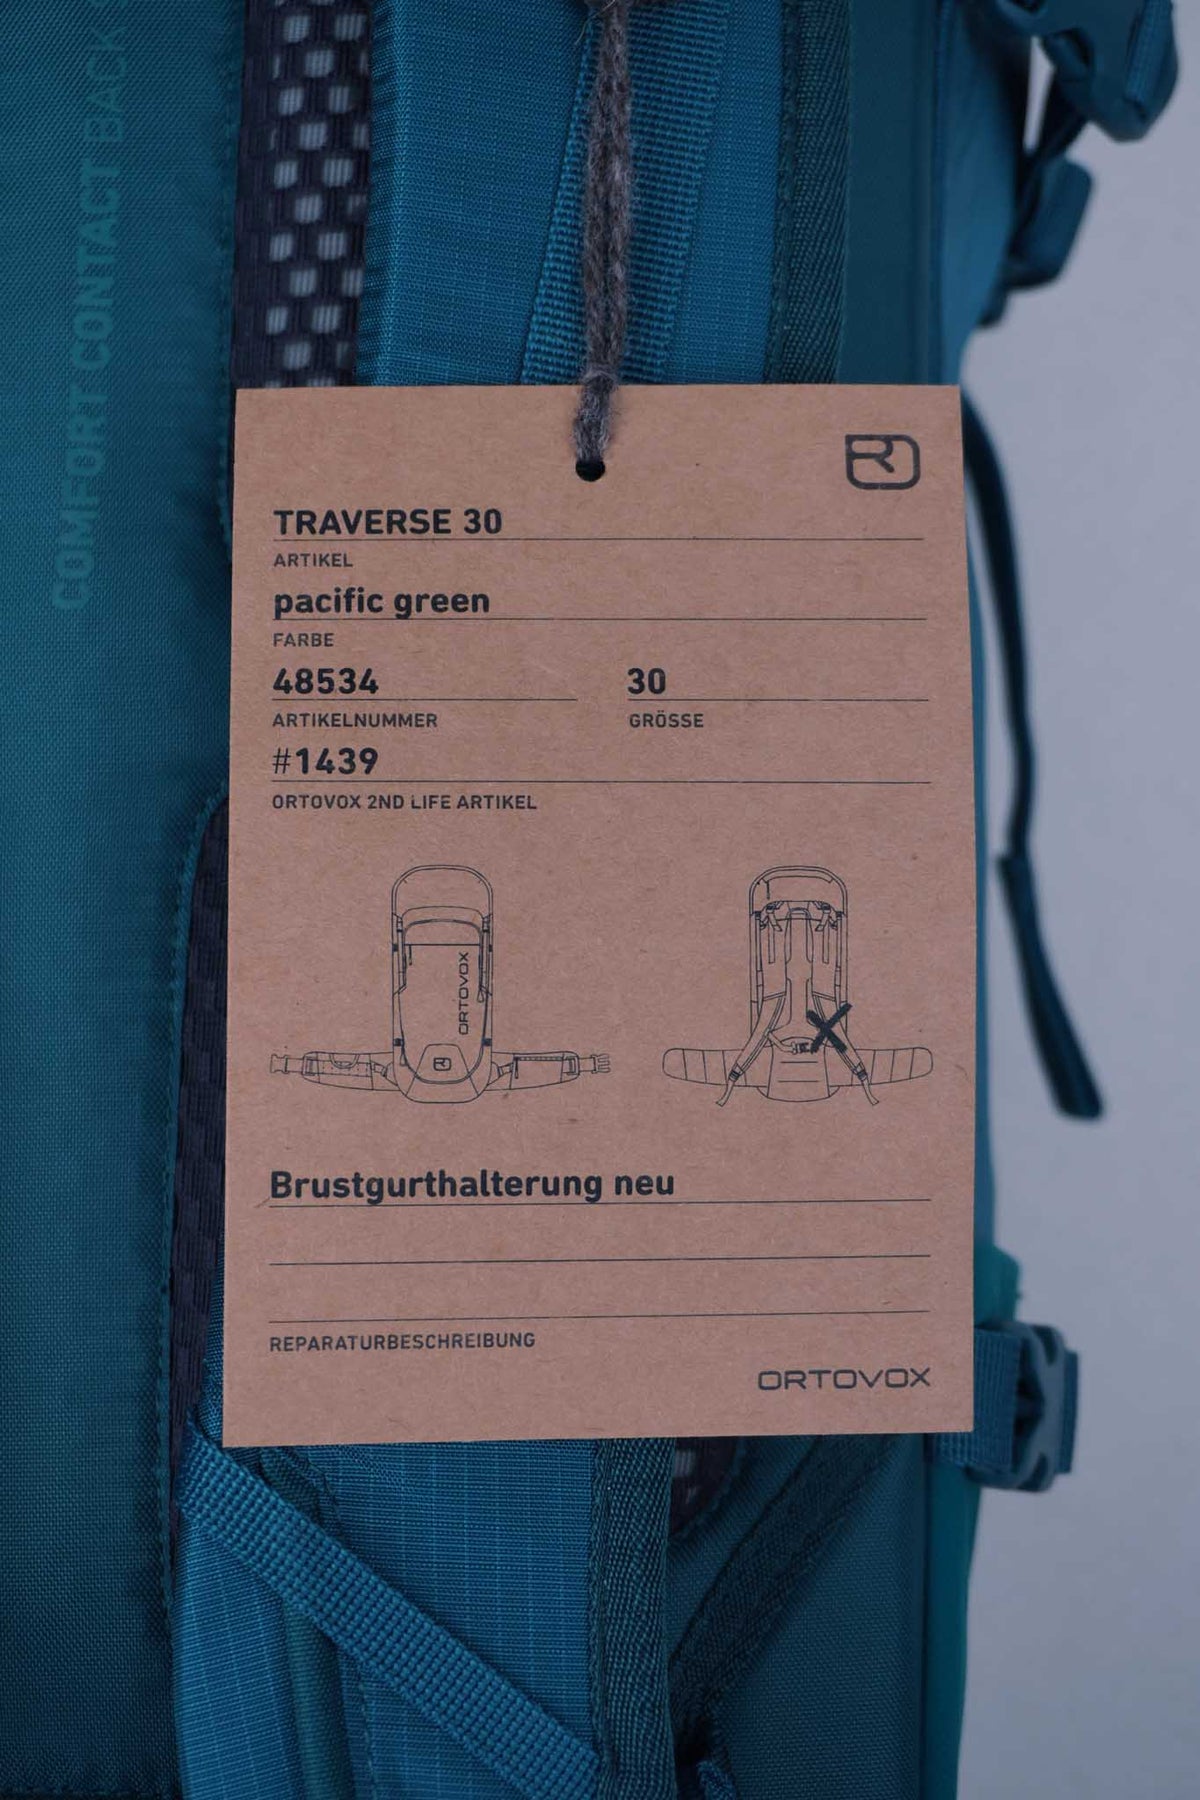 COMFORT CONTACT BACK
TRAVERSE 30
ARTIKEL
pacific green
FARBE
48534
30
ARTIKELNUMMER
GRÖSSE
#1439
ORTOVOX 2ND LIFE ARTIKEL
ORTOVOX
Brustgurthalterung neu
REPARATURBESCHREIBUNG
ORTOVOX